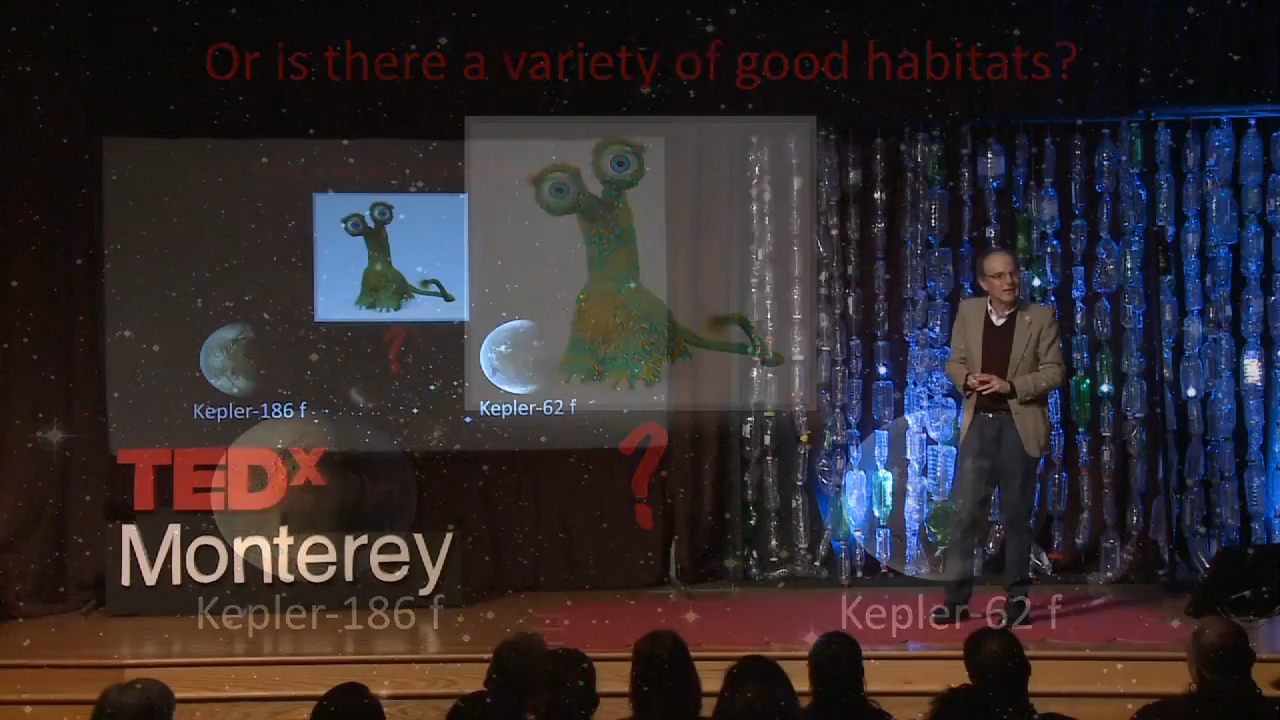 Or is there a variety of good habitats?
?
Kepler-186 f
Kepler-62 f
?
TEDx
Monterey
Kepler-186 f
Kepler-62 f